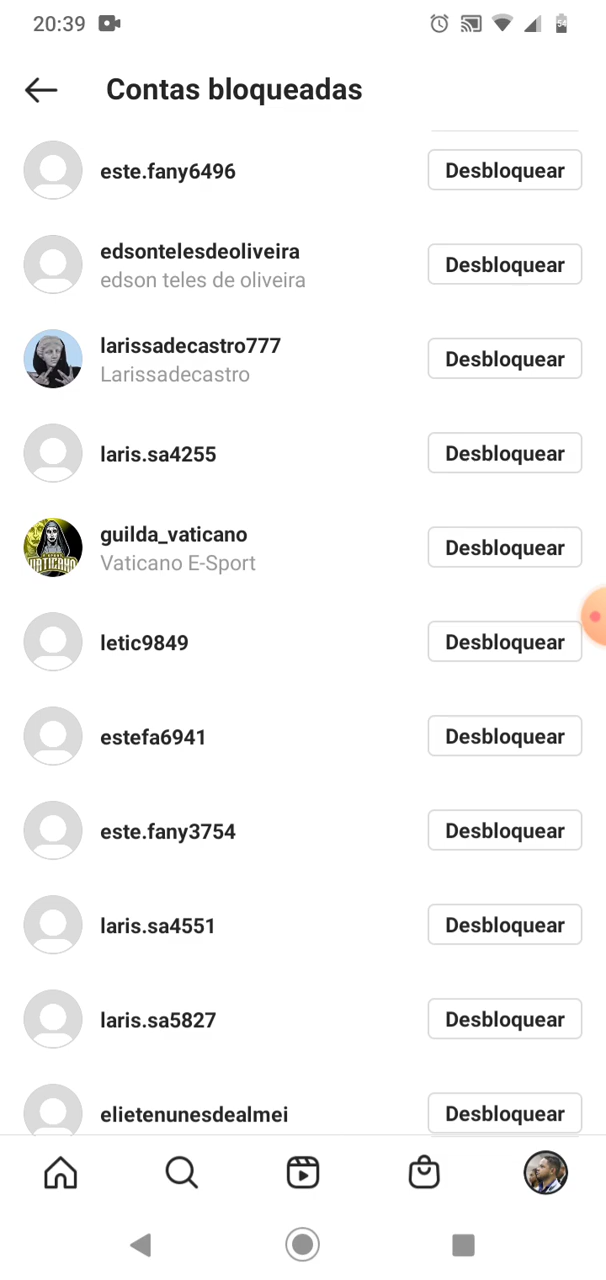 20:39
54
Contas bloqueadas
este.fany6496
Desbloquear
edsontelesdeoliveira
edson teles de oliveira
Desbloquear
larissadecastro777
Larissadecastro
Desbloquear
laris.sa4255
Desbloquear
guilda_vaticano
Vaticano E-Sport
Desbloquear
VATICANO
letic9849
Desbloquear
estefa6941
Desbloquear
este.fany3754
Desbloquear
laris.sa4551
Desbloquear
laris.sa5827
Desbloquear
elietenunesdealmei
Desbloquear